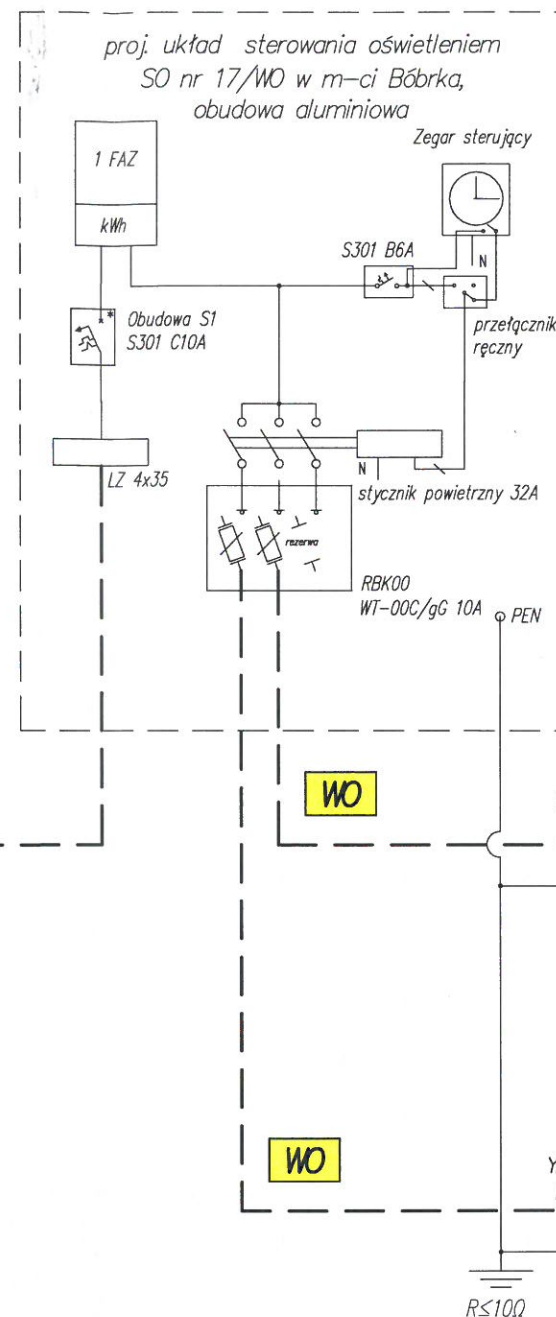 proj. układ sterowania oświetleniem
SO nr 17/WO w m-ci Bóbrka,
obudowa aluminiowa
1 FAZ
kWh
Zegar sterujący
S301 B6A
N
Obudowa S1
S301 C10A
przełącznik
ręczny
LZ 4x35
N
stycznik powietrzny 32A
rezerwa
RBK00
WT-00C/gG 10A
PEN
WO
WO
Y
R≤10Ω